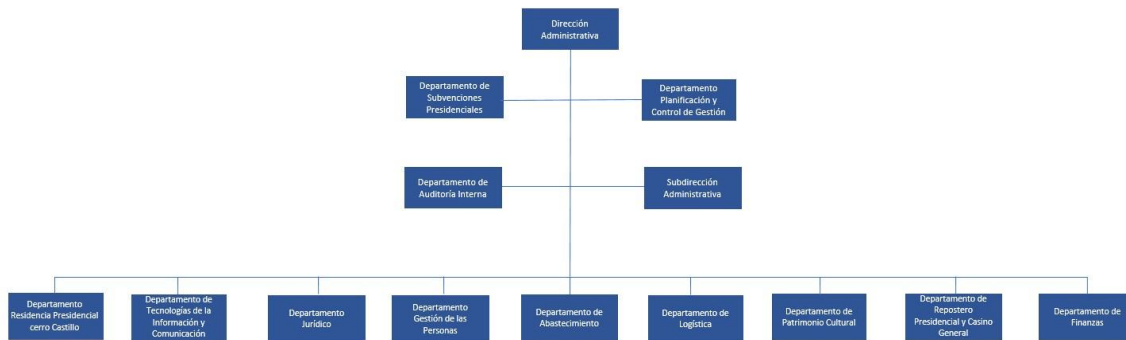 Dirección
Administrativa
Departamento de
Subvenciones
Presidenciales
Departamento
Planificación y
Control de Gestión
Departamento de
Auditoría Interna
Subdirección
Administrativa
Departamento
Residencia Presidencial
cerro Castillo
Departamento de
Tecnologías de la
Información y
Comunicación
Departamento
Jurídico
Departamento
Gestión de las
Personas
Departamento de
Abastecimiento
Departamento de
Logística
Departamento de
Patrimonio Cultural
Departamento de
Repostero
Presidencial y Casino
General
Departamento de
Finanzas